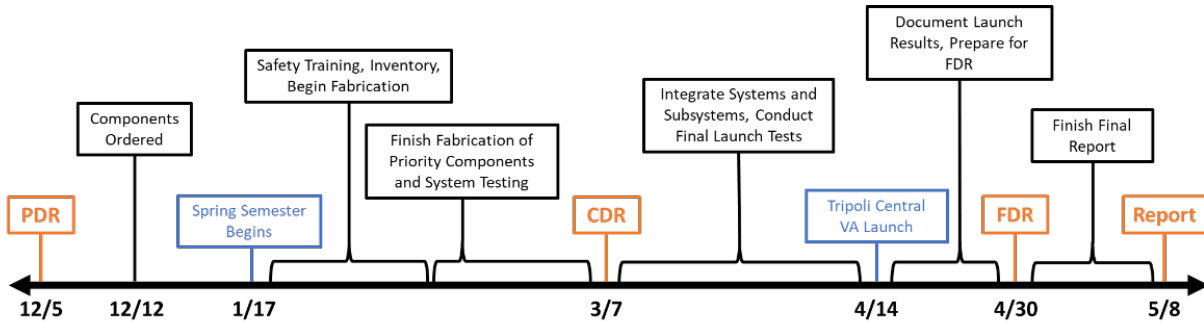 Document Launch
Results, Prepare for
FDR
Safety Training, Inventory,
Begin Fabrication
Integrate Systems and
Subsystems, Conduct
Final Launch Tests
Components
Ordered
Finish Fabrication of
Priority Components
and System Testing
Finish Final
Report
PDR
Spring Semester
Begins
CDR
Tripoli Central
VA Launch
FDR
Report
12/5
12/12
1/17
3/7
4/14
4/30
5/8